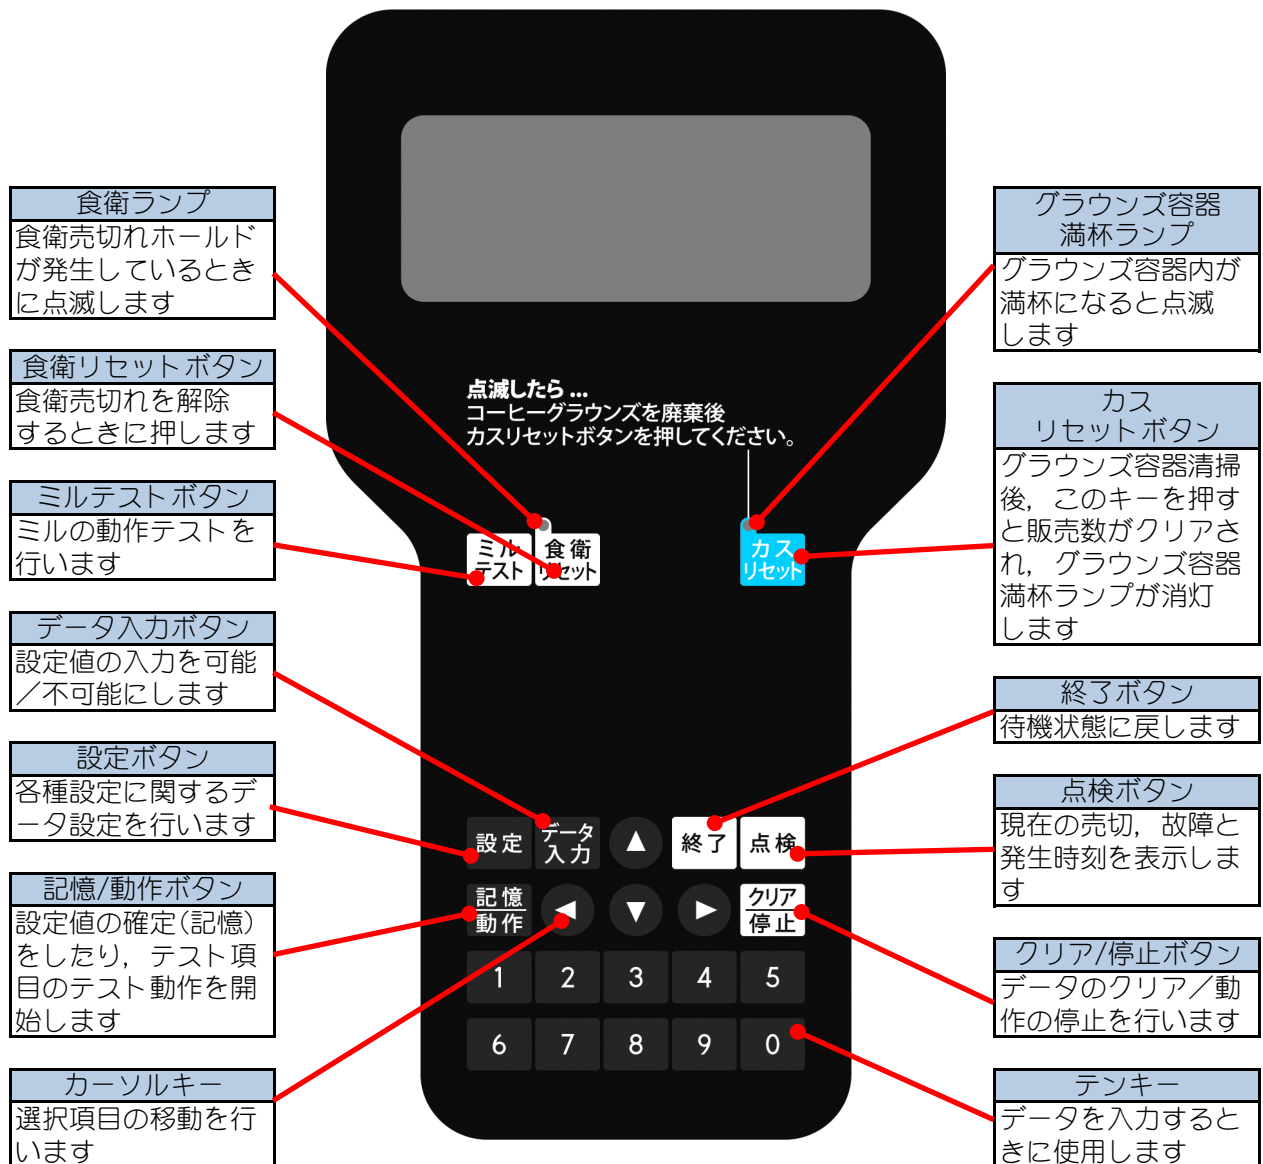 食衛ランプ
食衛売切れホールド
が発生しているとき
に点滅します
食衛リセットボタン
食衛売切れを解除
するときに押します
ミルテストボタン
ミルの動作テストを
行います
データ入力ボタン
設定値の入力を可能
／不可能にします
設定ボタン
各種設定に関するデ
ータ設定を行います
記憶/動作ボタン
設定値の確定(記憶)
をしたり，テスト項
目のテスト動作を開
始します
カーソルキー
選択項目の移動を行
います
点滅したら...
コーヒーグラウンズを廃棄後
カスリセットボタンを押してください。
ミル
テスト
食衛
リセット
カス
リセット
設定
データ
入力
▲
終了
点検
記憶
動作
◀
▼
▶
クリア
停止
1 2 3 4 5
6 7 8 9 0
グラウンズ容器
満杯ランプ
グラウンズ容器内が
満杯になると点滅
します
カス
リセットボタン
グラウンズ容器清掃
後，このキーを押す
と販売数がクリアさ
れ，グラウンズ容器
満杯ランプが消灯
します
終了ボタン
待機状態に戻します
点検ボタン
現在の売切，故障と
発生時刻を表示しま
す
クリア/停止ボタン
データのクリア／動
作の停止を行います
テンキー
データを入力すると
きに使用します